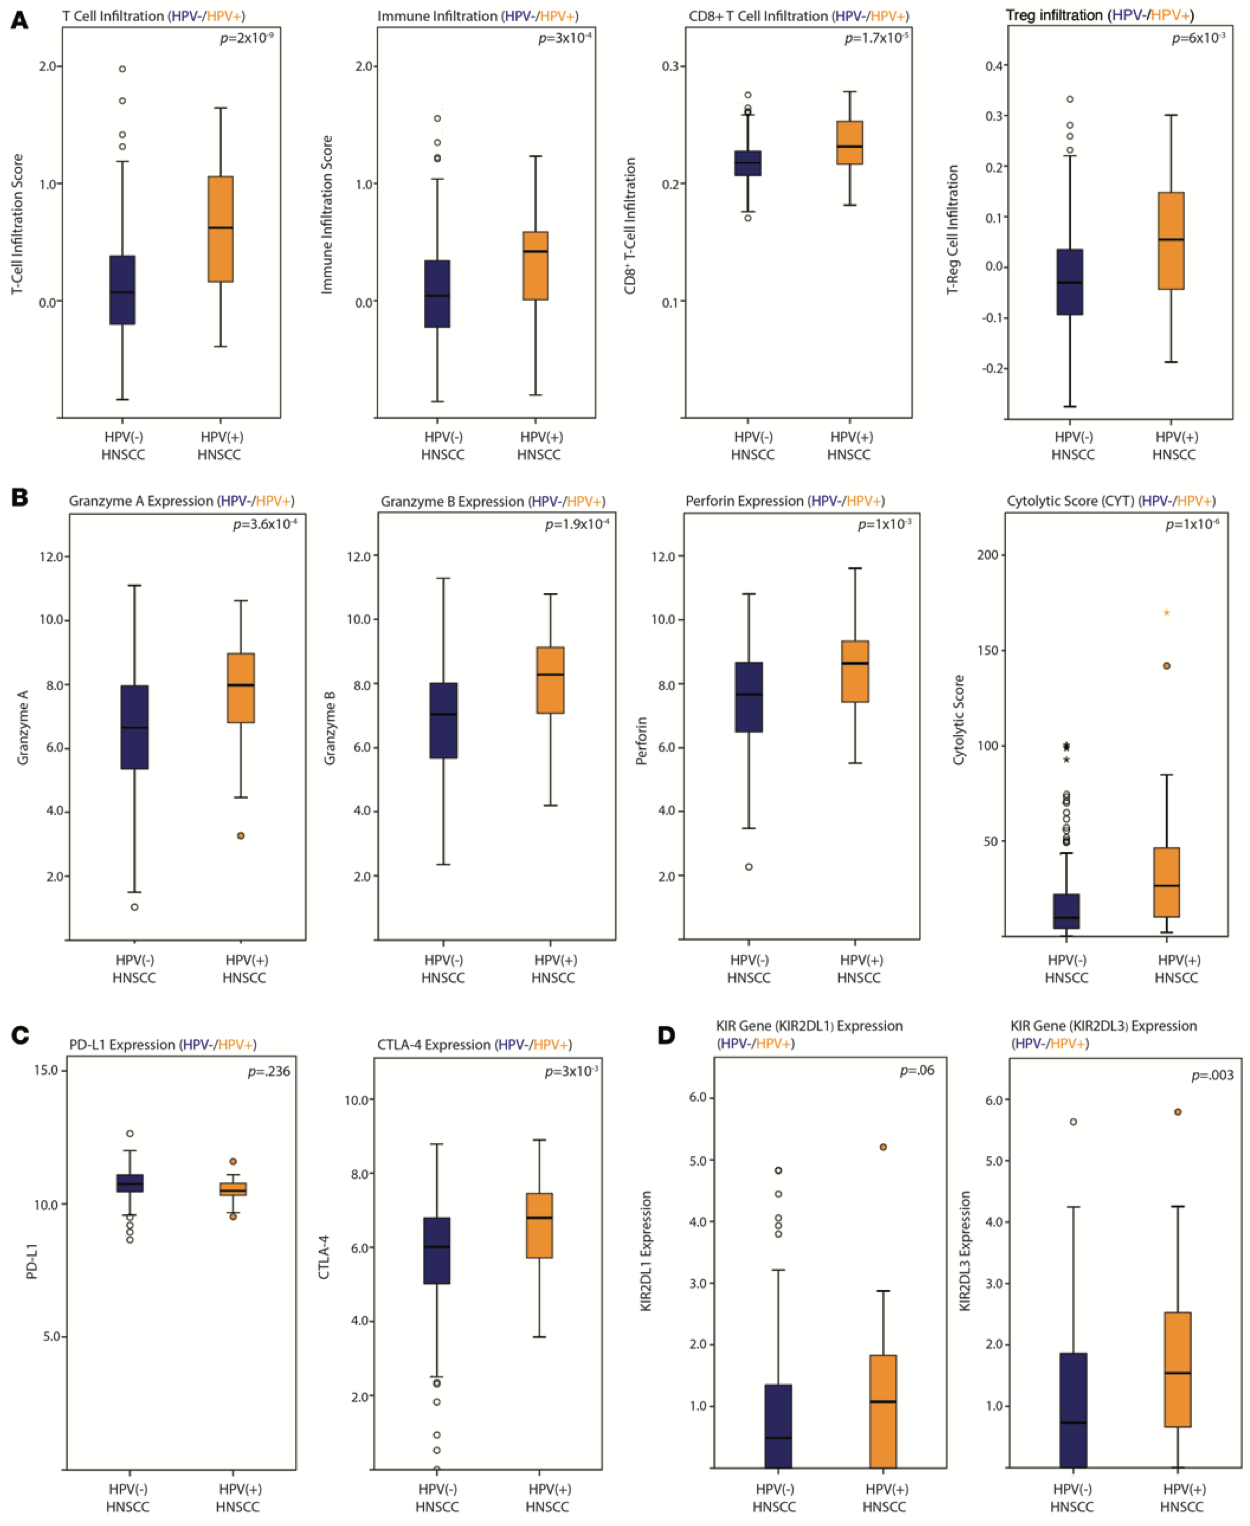 A
T Cell Infiltration (HPV-/HPV+)
p=2x10-9
2.0
1.0
0.0
T-Cell Infiltration Score
HPV(-)
HNSCC
HPV(+)
HNSCC
Immune Infiltration (HPV-/HPV+)
p=3x10-4
2.0
1.0
0.0
Immune Infiltration Score
HPV(-)
HNSCC
HPV(+)
HNSCC
CD8+ T Cell Infiltration (HPV-/HPV+)
p=1.7x10-5
0.3
0.2
0.1
CD8+ T-Cell Infiltration
HPV(-)
HNSCC
HPV(+)
HNSCC
Treg infiltration (HPV-/HPV+)
p=6x10-3
0.4
0.3
0.1
0.0
-0.1
-0.2
T-Reg Cell Infiltration
HPV(-)
HNSCC
HPV(+)
HNSCC
B
Granzyme A Expression (HPV-/HPV+)
p=3.6x10-4
12.0
10.0
8.0
6.0
4.0
2.0
Granzyme A
HPV(-)
HNSCC
HPV(+)
HNSCC
Granzyme B Expression (HPV-/HPV+)
p=1.9x10-4
12.0
10.0
8.0
6.0
4.0
2.0
Granzyme B
HPV(-)
HNSCC
HPV(+)
HNSCC
Perforin Expression (HPV-/HPV+)
p=1x10-3
12.0
10.0
8.0
6.0
4.0
2.0
Perforin
HPV(-)
HNSCC
HPV(+)
HNSCC
Cytolytic Score (CYT) (HPV-/HPV+)
p=1x10-6
200
150
100
50
Cytolytic Score
HPV(-)
HNSCC
HPV(+)
HNSCC
C
PD-L1 Expression (HPV-/HPV+)
p=.236
15.0
10.0
5.0
PD-L1
HPV(-)
HNSCC
HPV(+)
HNSCC
CTLA-4 Expression (HPV-/HPV+)
p=3x10-3
10.0
8.0
6.0
4.0
2.0
CTLA-4
HPV(-)
HNSCC
HPV(+)
HNSCC
D
KIR Gene (KIR2DL1) Expression
(HPV-/HPV+)
p=.06
6.0
5.0
4.0
3.0
2.0
1.0
KIR2DL1 Expression
HPV(-)
HNSCC
HPV(+)
HNSCC
KIR Gene (KIR2DL3) Expression
(HPV-/HPV+)
p=.003
6.0
5.0
4.0
3.0
2.0
1.0
KIR2DL3 Expression
HPV(-)
HNSCC
HPV(+)
HNSCC